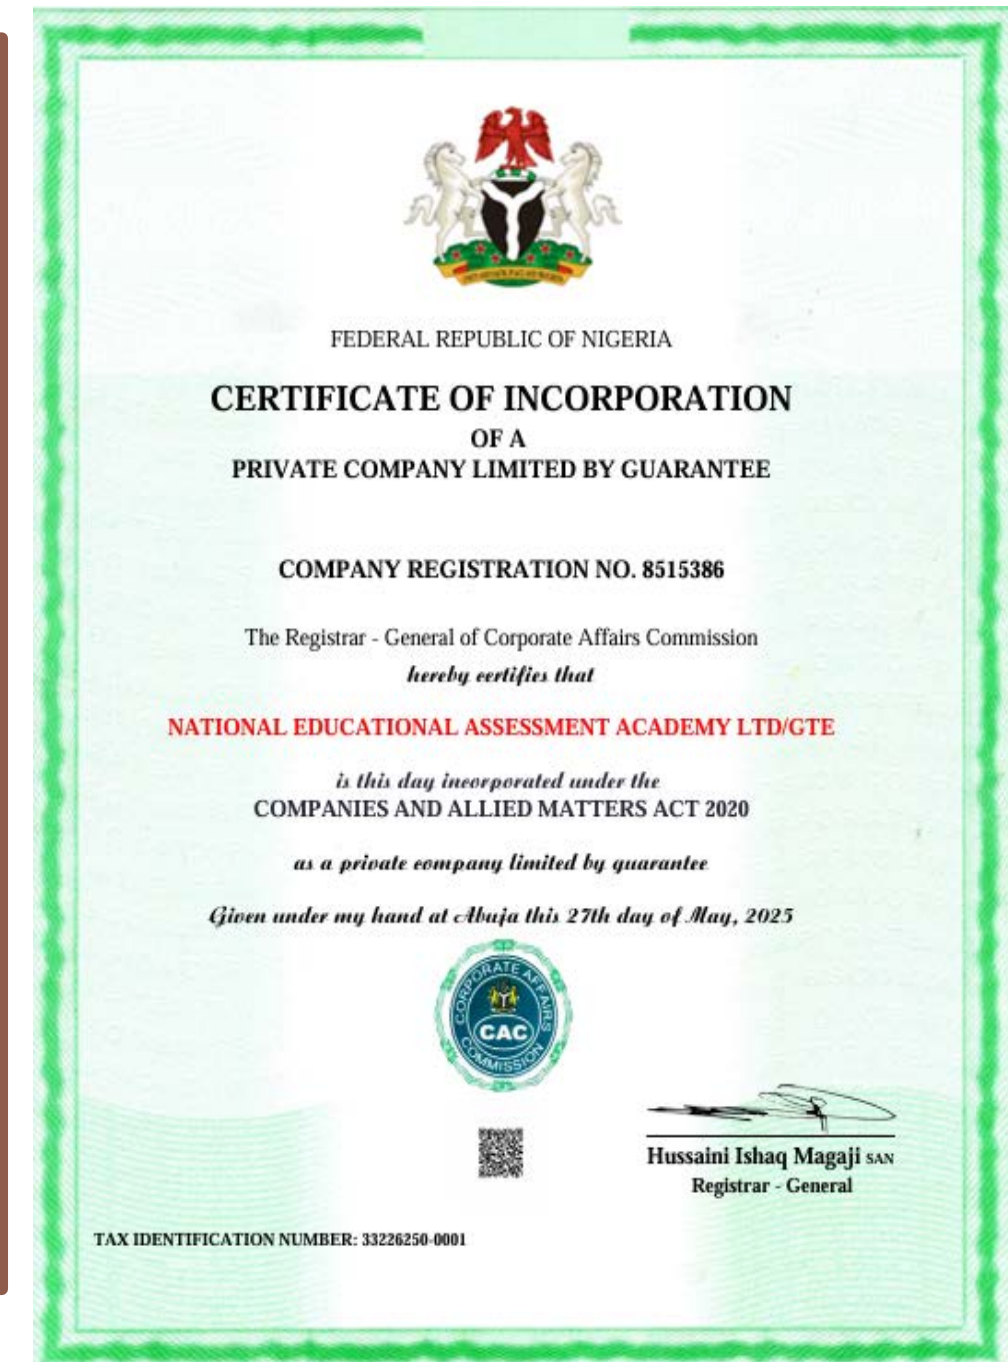 FEDERAL REPUBLIC OF NIGERIA
CERTIFICATE OF INCORPORATION
OF A
PRIVATE COMPANY LIMITED BY GUARANTEE
COMPANY REGISTRATION NO. 8515386
The Registrar - General of Corporate Affairs Commission
hereby certifies that
NATIONAL EDUCATIONAL ASSESSMENT ACADEMY LTD/GTE
is this day incorporated under the
COMPANIES AND ALLIED MATTERS ACT 2020
as a private company limited by guarantee
Given under my hand at Abuja this 27th day of May, 2025
CORPORATE AFFAIRS
CAC
COMMISSION
Hussaini Ishaq Magaji SAN
Registrar - General
TAX IDENTIFICATION NUMBER: 33226250-0001